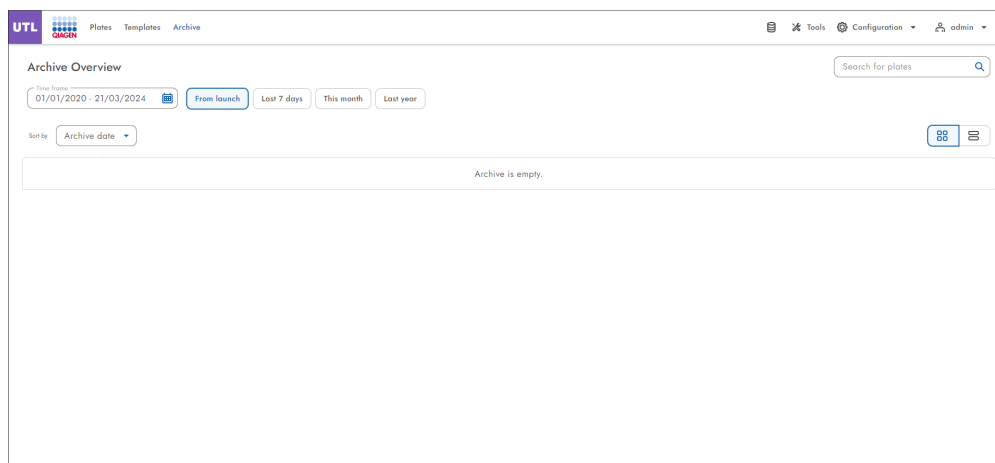 UTL QIAGEN Plates Templates Archive Tools Configuration admin
Archive Overview Search for plates
Time frame
01/01/2020 - 21/03/2024 From launch Last 7 days This month Last year
Sort by Archive date
Archive is empty.